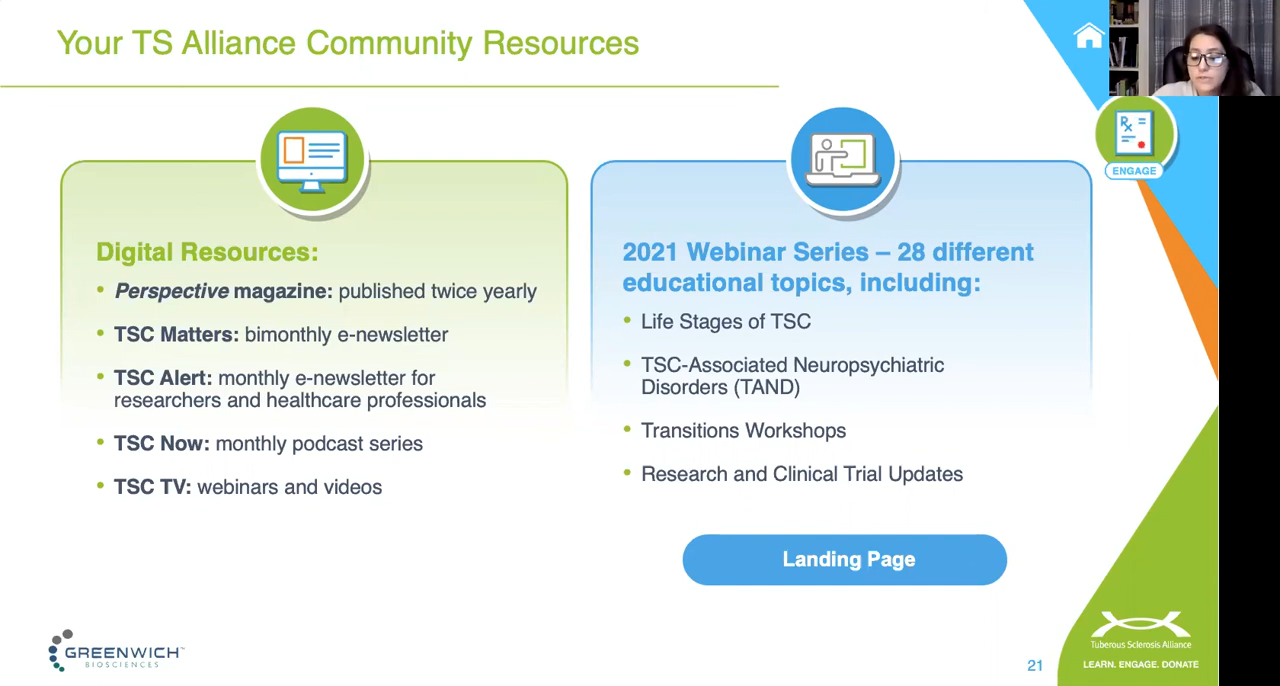 Your TS Alliance Community Resources
Rx
ENGAGE
Digital Resources:
• Perspective magazine: published twice yearly
• TSC Matters: bimonthly e-newsletter
• TSC Alert: monthly e-newsletter for
researchers and healthcare professionals
• TSC Now: monthly podcast series
• TSC TV: webinars and videos
2021 Webinar Series – 28 different
educational topics, including:
• Life Stages of TSC
• TSC-Associated Neuropsychiatric
Disorders (TAND)
• Transitions Workshops
• Research and Clinical Trial Updates
Landing Page
GREENWICH™
BIOSCIENCES
21
Tuberous Sclerosis Alliance
LEARN. ENGAGE. DONATE